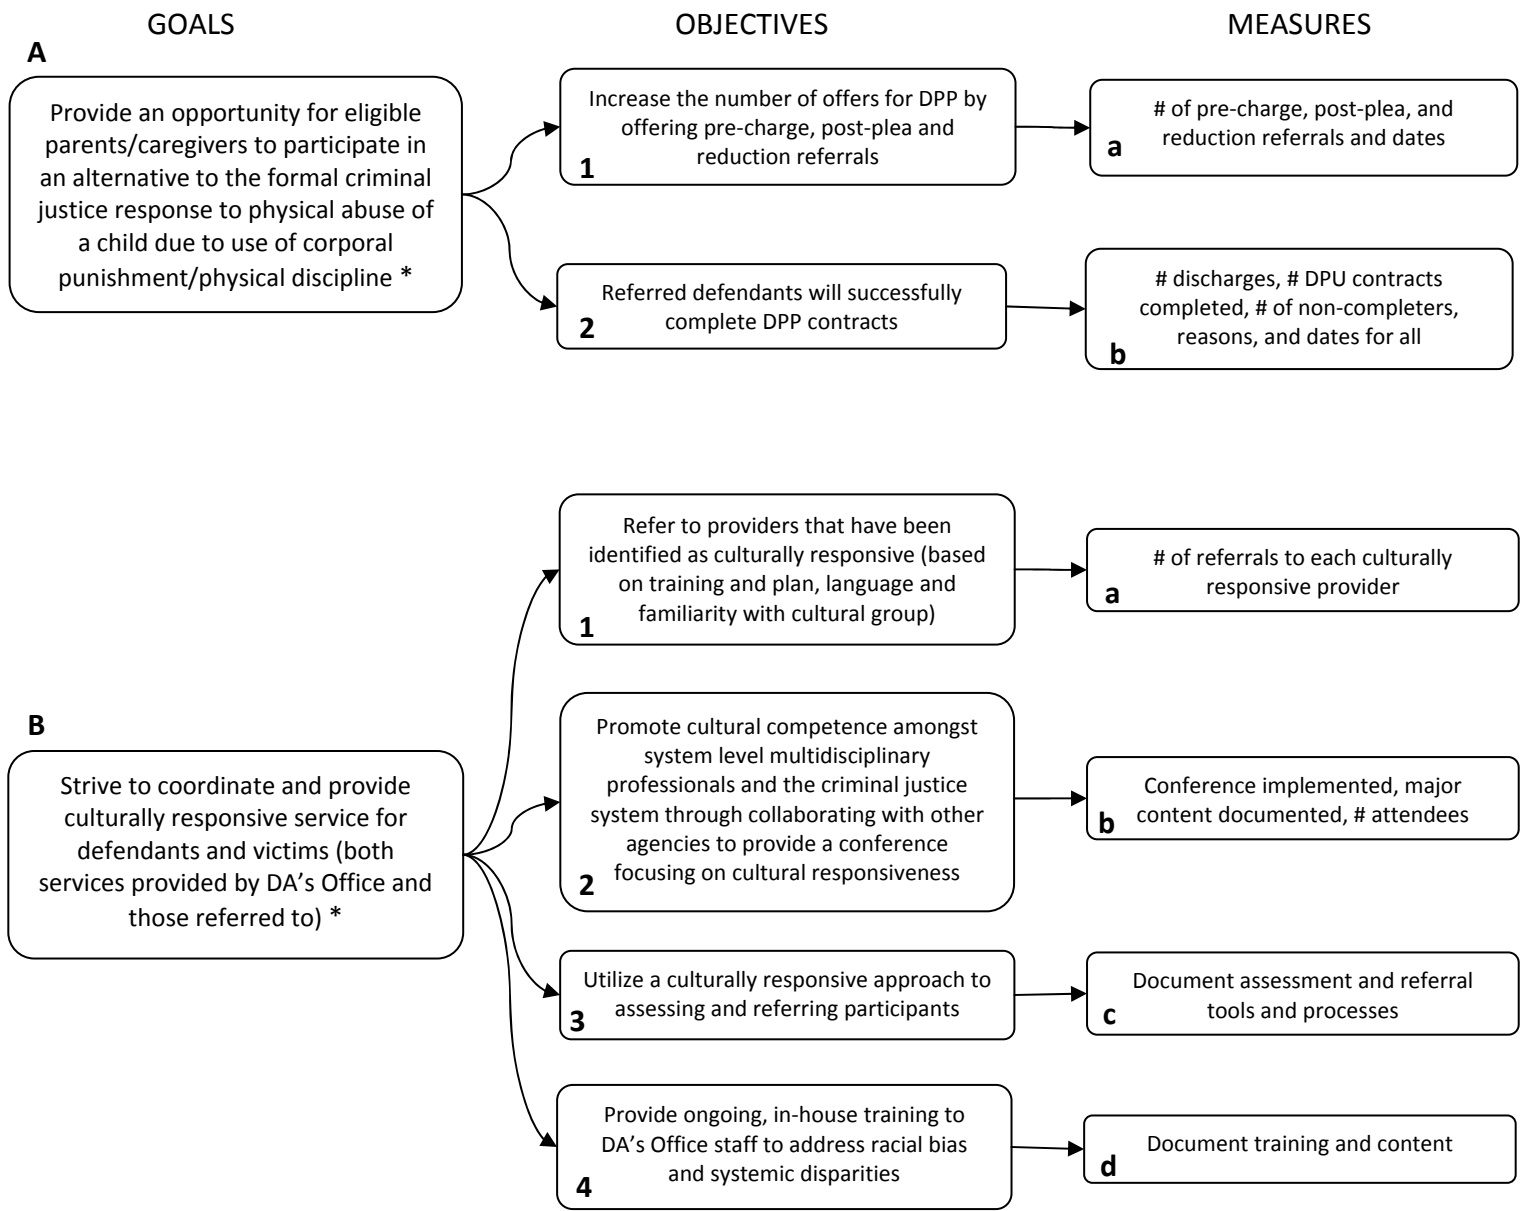 GOALS
OBJECTIVES
MEASURES
A
Provide an opportunity for eligible
parents/caregivers to participate in
an alternative to the formal criminal
justice response to physical abuse of
a child due to use of corporal
punishment/physical discipline *
Increase the number of offers for DPP by
offering pre-charge, post-plea and
reduction referrals
1
# of pre-charge, post-plea, and
reduction referrals and dates
a
Referred defendants will successfully
complete DPP contracts
2
# discharges, # DPU contracts
completed, # of non-completers,
reasons, and dates for all
b
B
Strive to coordinate and provide
culturally responsive service for
defendants and victims (both
services provided by DA’s Office and
those referred to) *
Refer to providers that have been
identified as culturally responsive (based
on training and plan, language and
familiarity with cultural group)
1
# of referrals to each culturally
responsive provider
a
Promote cultural competence amongst
system level multidisciplinary
professionals and the criminal justice
system through collaborating with other
agencies to provide a conference
focusing on cultural responsiveness
2
Conference implemented, major
content documented, # attendees
b
Utilize a culturally responsive approach to
assessing and referring participants
3
Document assessment and referral
tools and processes
c
Provide ongoing, in-house training to
DA’s Office staff to address racial bias
and systemic disparities
4
Document training and content
d